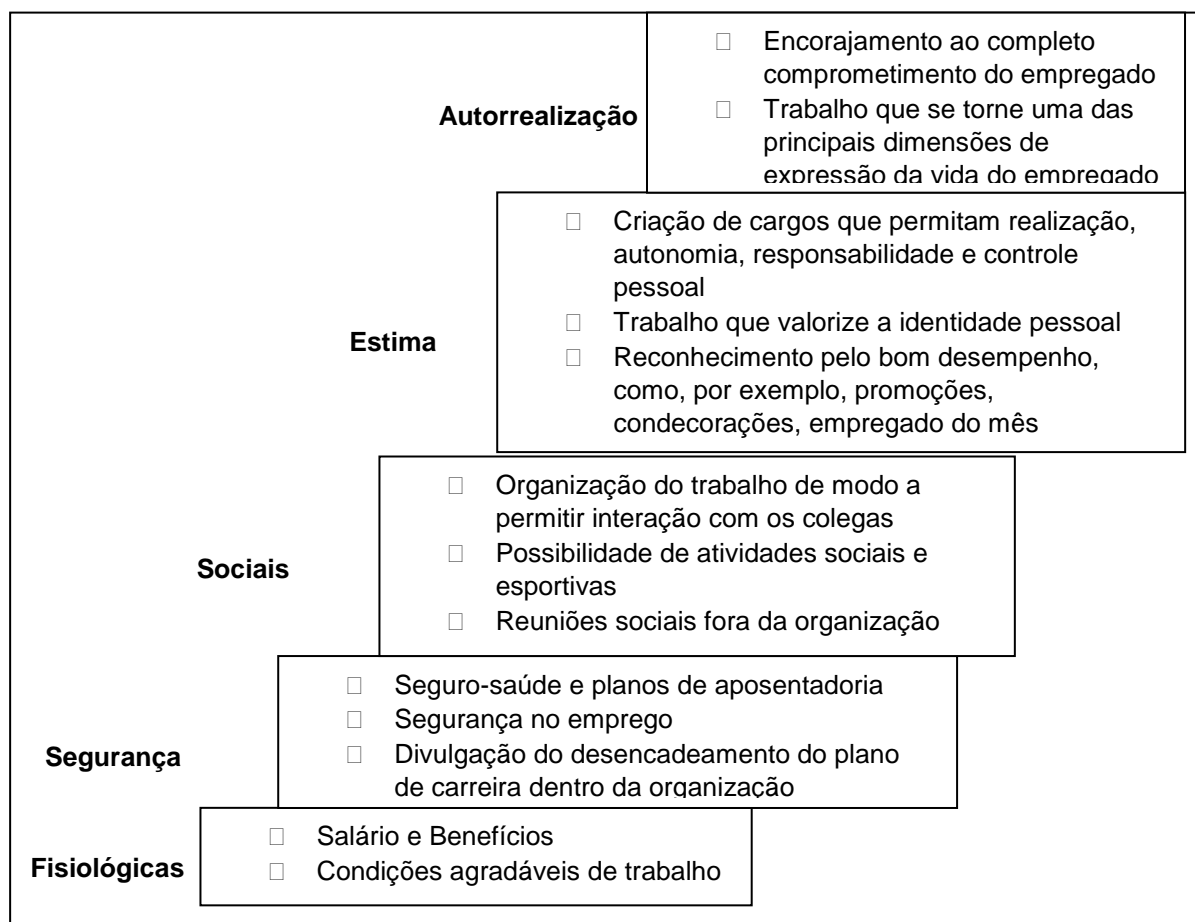 Autorrealização
□ Encorajamento ao completo
comprometimento do empregado
□ Trabalho que se torne uma das
principais dimensões de
expressão da vida do empregado
Estima
□ Criação de cargos que permitam realização,
autonomia, responsabilidade e controle
pessoal
□ Trabalho que valorize a identidade pessoal
□ Reconhecimento pelo bom desempenho,
como, por exemplo, promoções,
condecorações, empregado do mês
Sociais
□ Organização do trabalho de modo a
permitir interação com os colegas
□ Possibilidade de atividades sociais e
esportivas
□ Reuniões sociais fora da organização
Segurança
□ Seguro-saúde e planos de aposentadoria
□ Segurança no emprego
□ Divulgação do desencadeamento do plano
de carreira dentro da organização
Fisiológicas
□ Salário e Benefícios
□ Condições agradáveis de trabalho